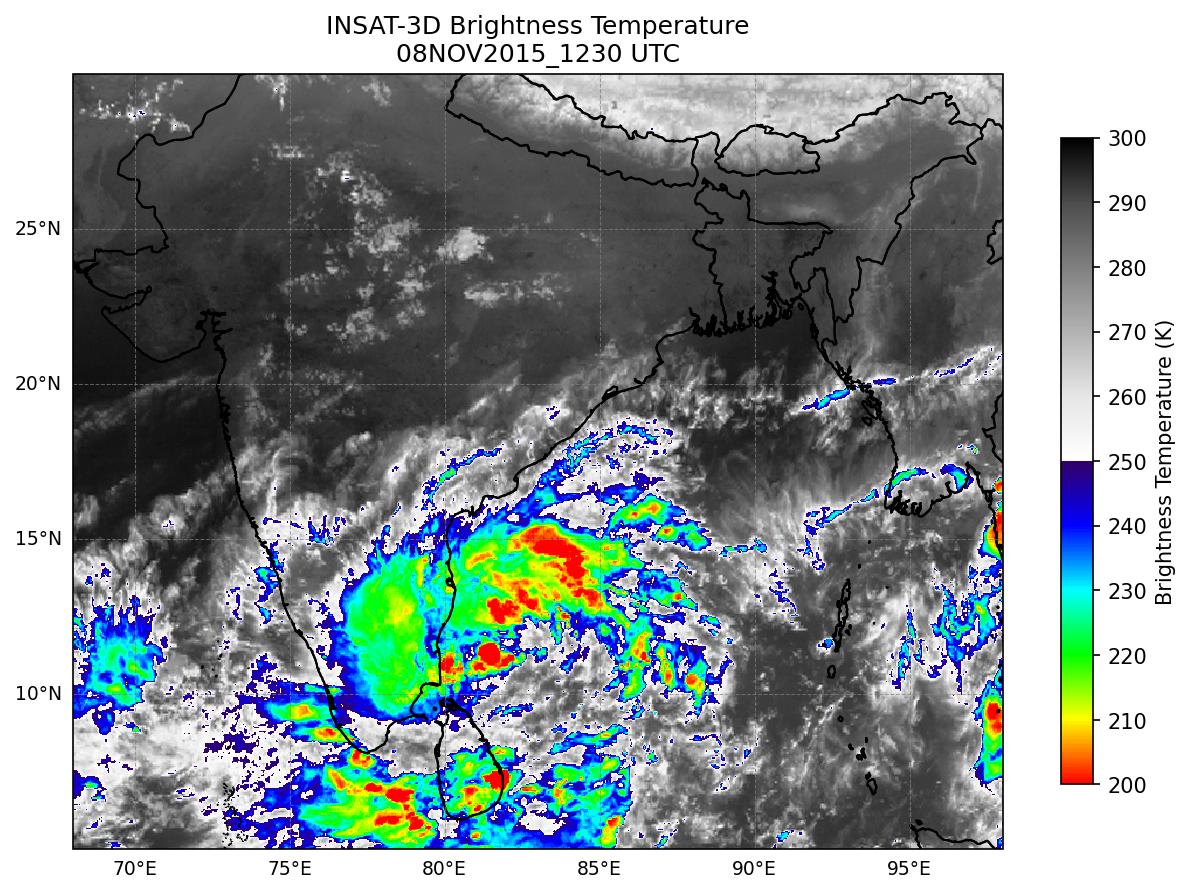 INSAT-3D Brightness Temperature
08NOV2015_1230 UTC
25°N
20°N
15°N
10°N
70°E
75°E
80°E
85°E
90°E
95°E
300
290
280
270
260
250
240
230
220
210
200
Brightness Temperature (K)